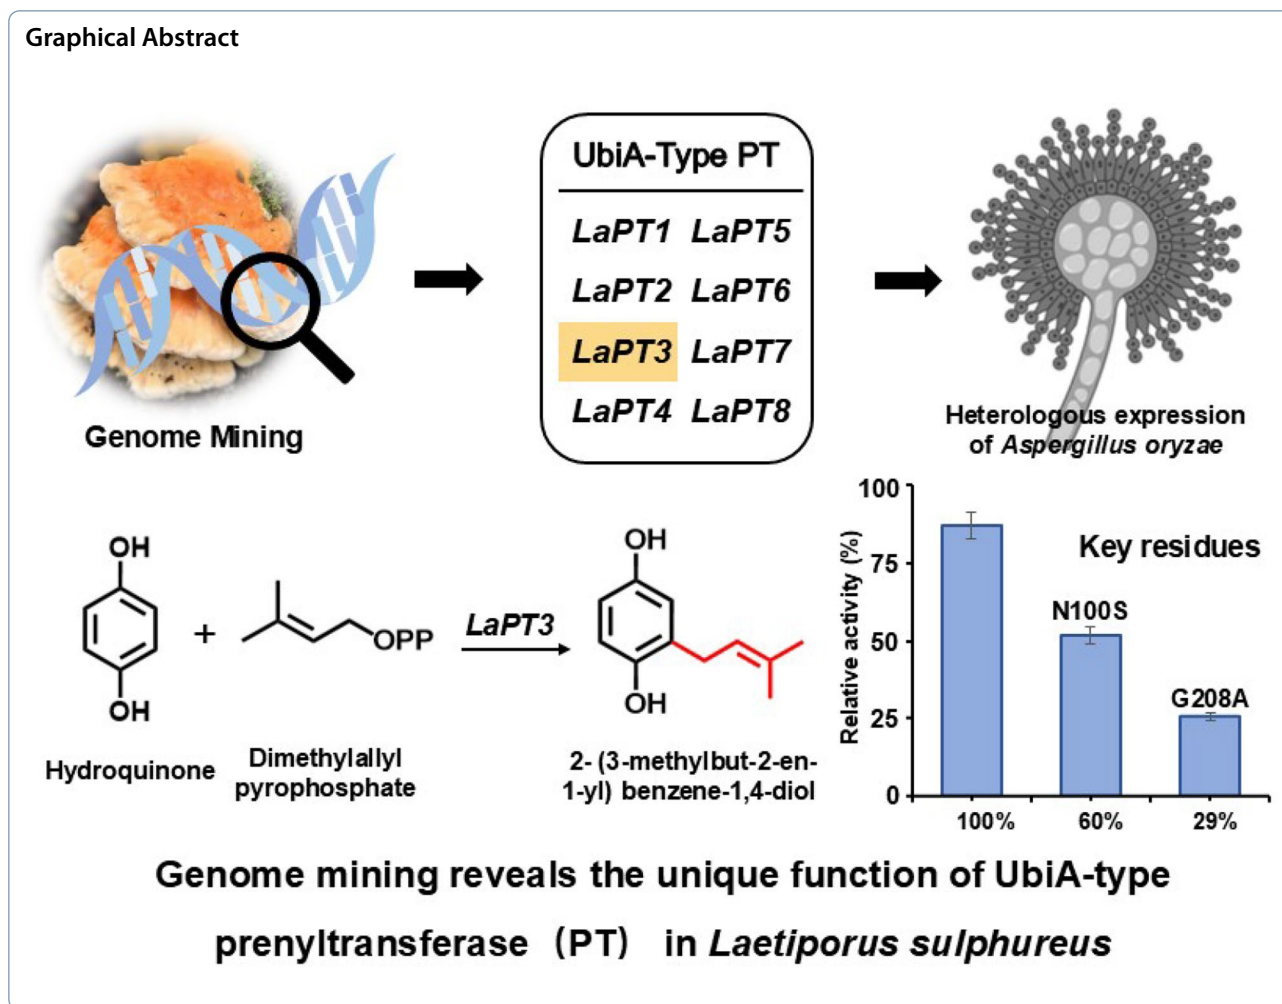 Graphical Abstract
UbiA-Type PT
LaPT1 LaPT5
LaPT2 LaPT6
LaPT3 LaPT7
LaPT4 LaPT8
Genome Mining
Heterologous expression
of Aspergillus oryzae
OH
OH
Hydroquinone
+
OPP
Dimethylallyl
pyrophosphate
LaPT3
OH
OH
2- (3-methylbut-2-en-
1-yl) benzene-1,4-diol
Relative activity (%)
100
75
50
25
0
Key residues
N100S
G208A
100% 60% 29%
Genome mining reveals the unique function of UbiA-type
prenyltransferase (PT) in Laetiporus sulphureus